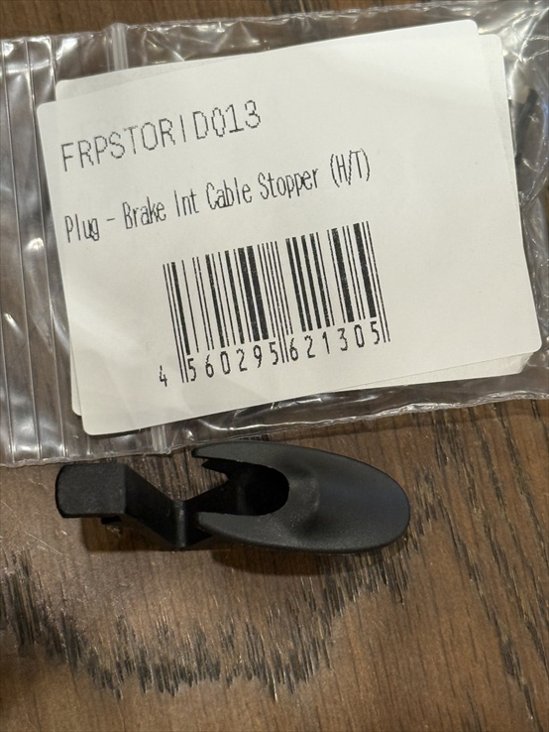 FRPSTORID013
Plug - Brake Int Cable Stopper (H/T)
4 560295 621305